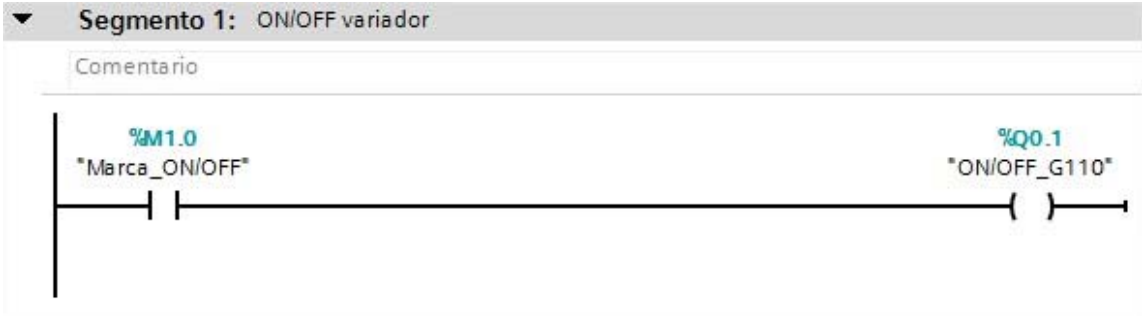 Segmento 1: ON/OFF variador
Comentario
%M1.0
"Marca_ON/OFF"
%Q0.1
"ON/OFF_G110"